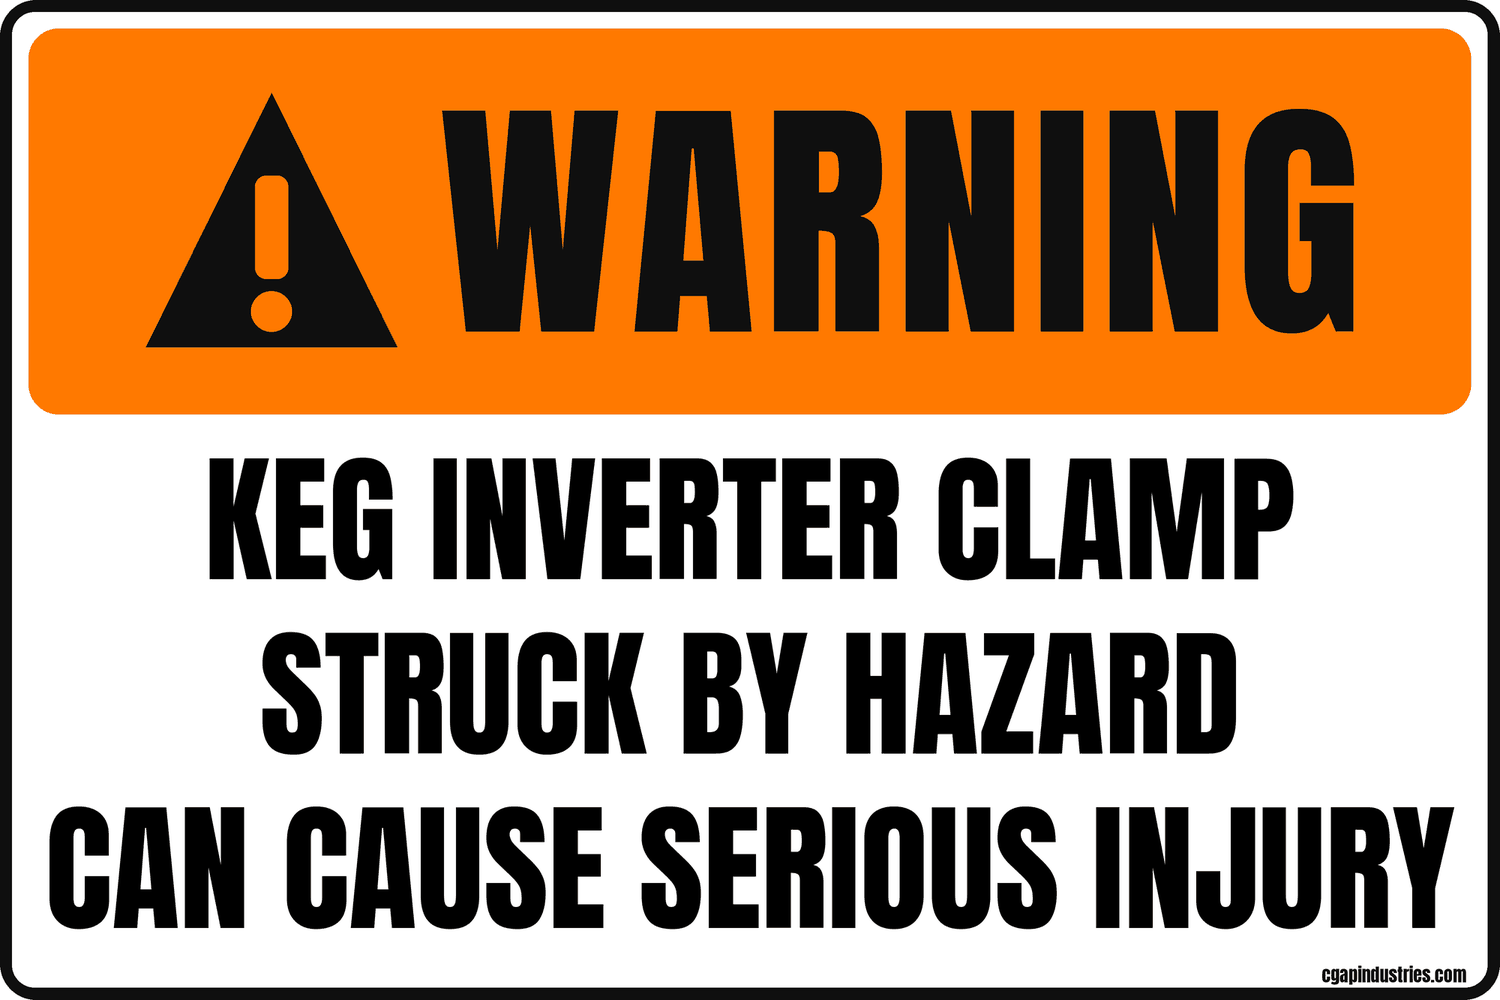 WARNING
KEG INVERTER CLAMP
STRUCK BY HAZARD
CAN CAUSE SERIOUS INJURY
cgapindustries.com